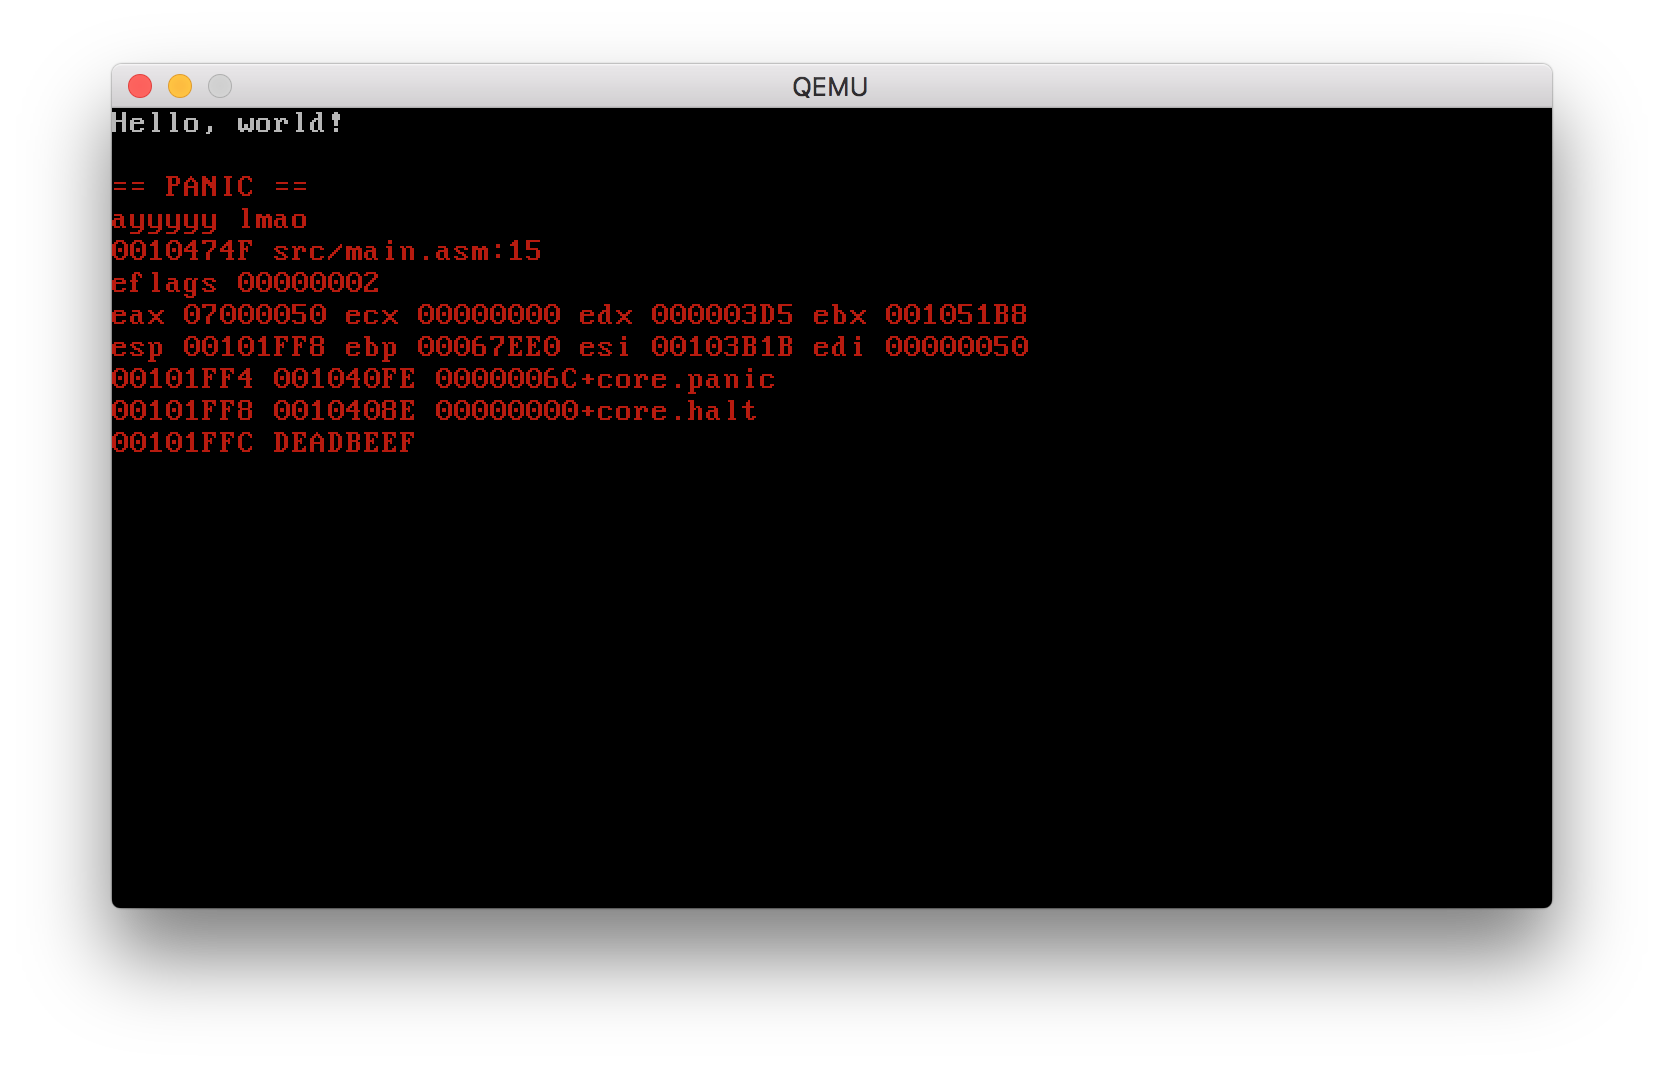 QEMU
Hello, world!
== PANIC ==
ayyyyy lmao
0010474F src/main.asm:15
eflags 00000002
eax 07000050 ecx 00000000 edx 000003D5 ebx 001051B8
esp 00101FF8 ebp 00067EE0 esi 00103B1B edi 00000050
00101FF4 001040FE 0000006C+core.panic
00101FF8 0010408E 00000000+core.halt
00101FFC DEADBEEF